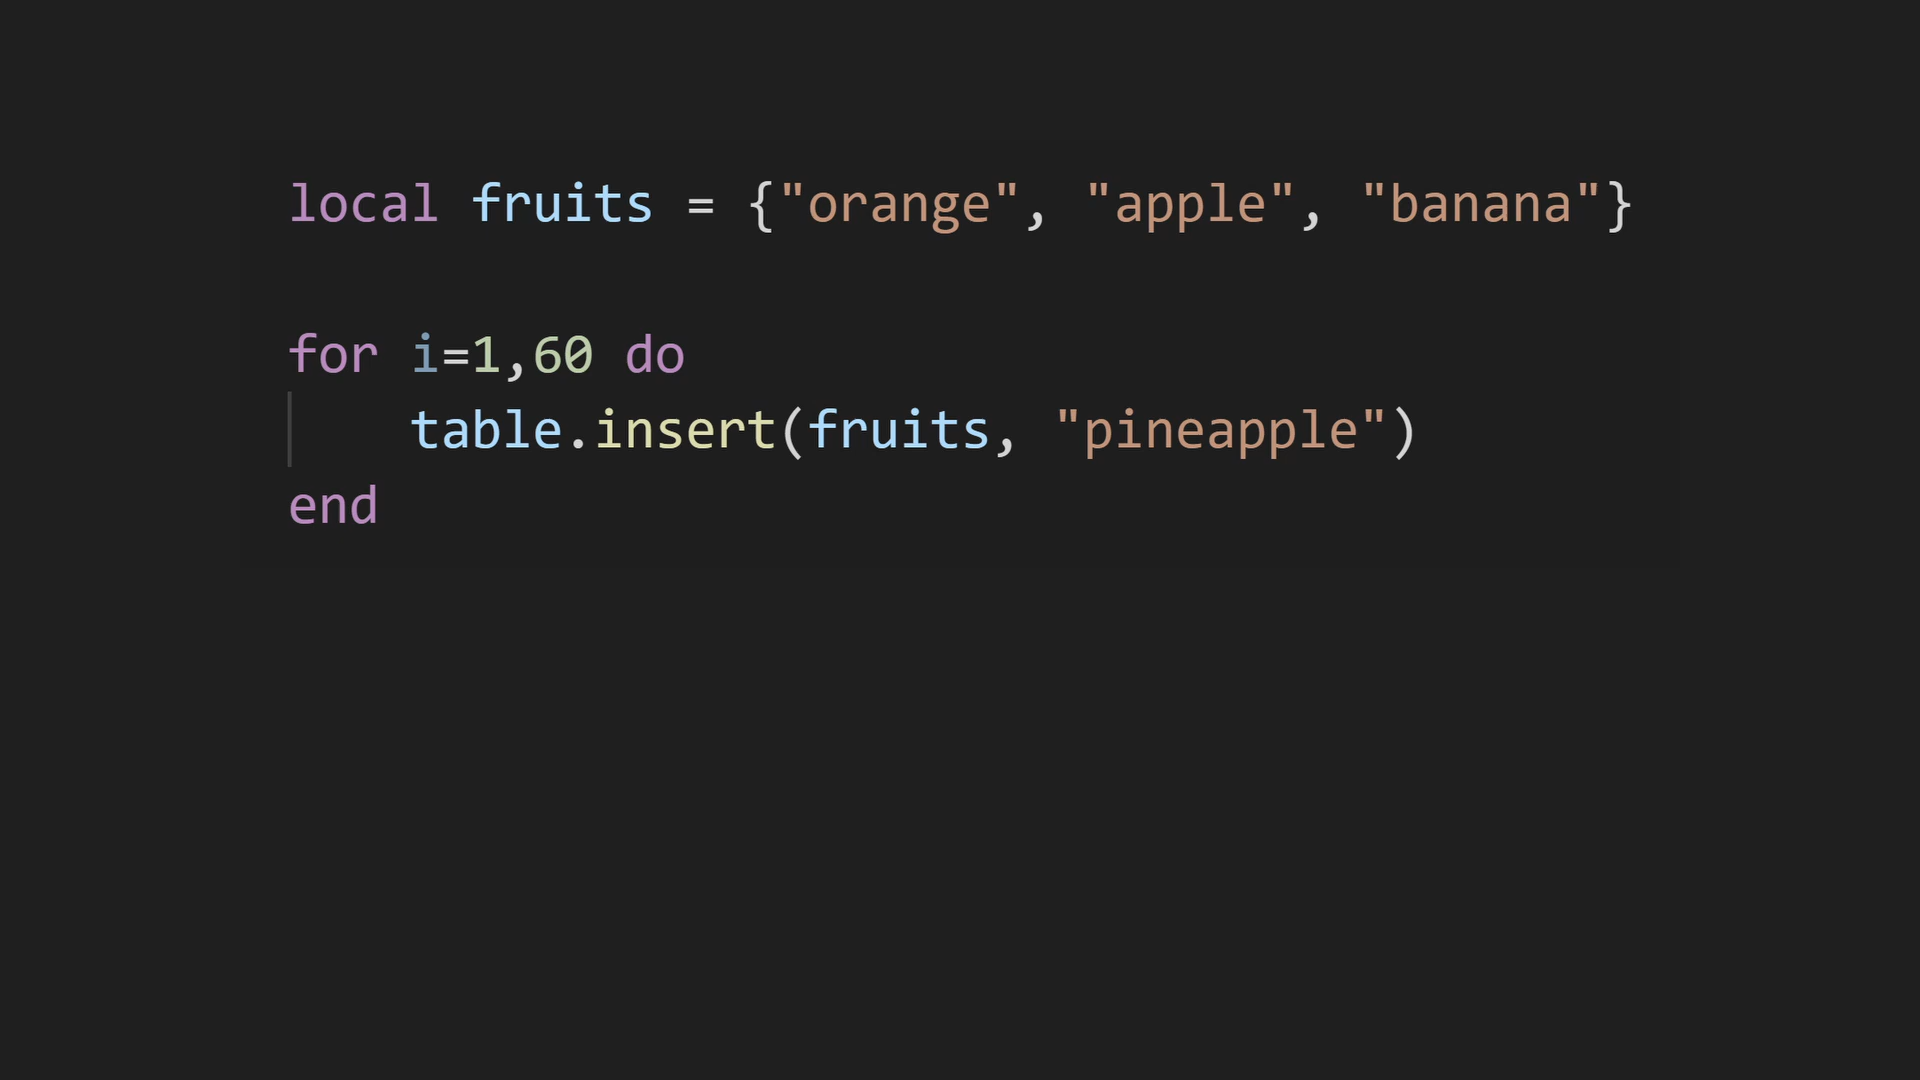 local fruits = {"orange", "apple", "banana"}
for i=1,60 do
    table.insert(fruits, "pineapple")
end